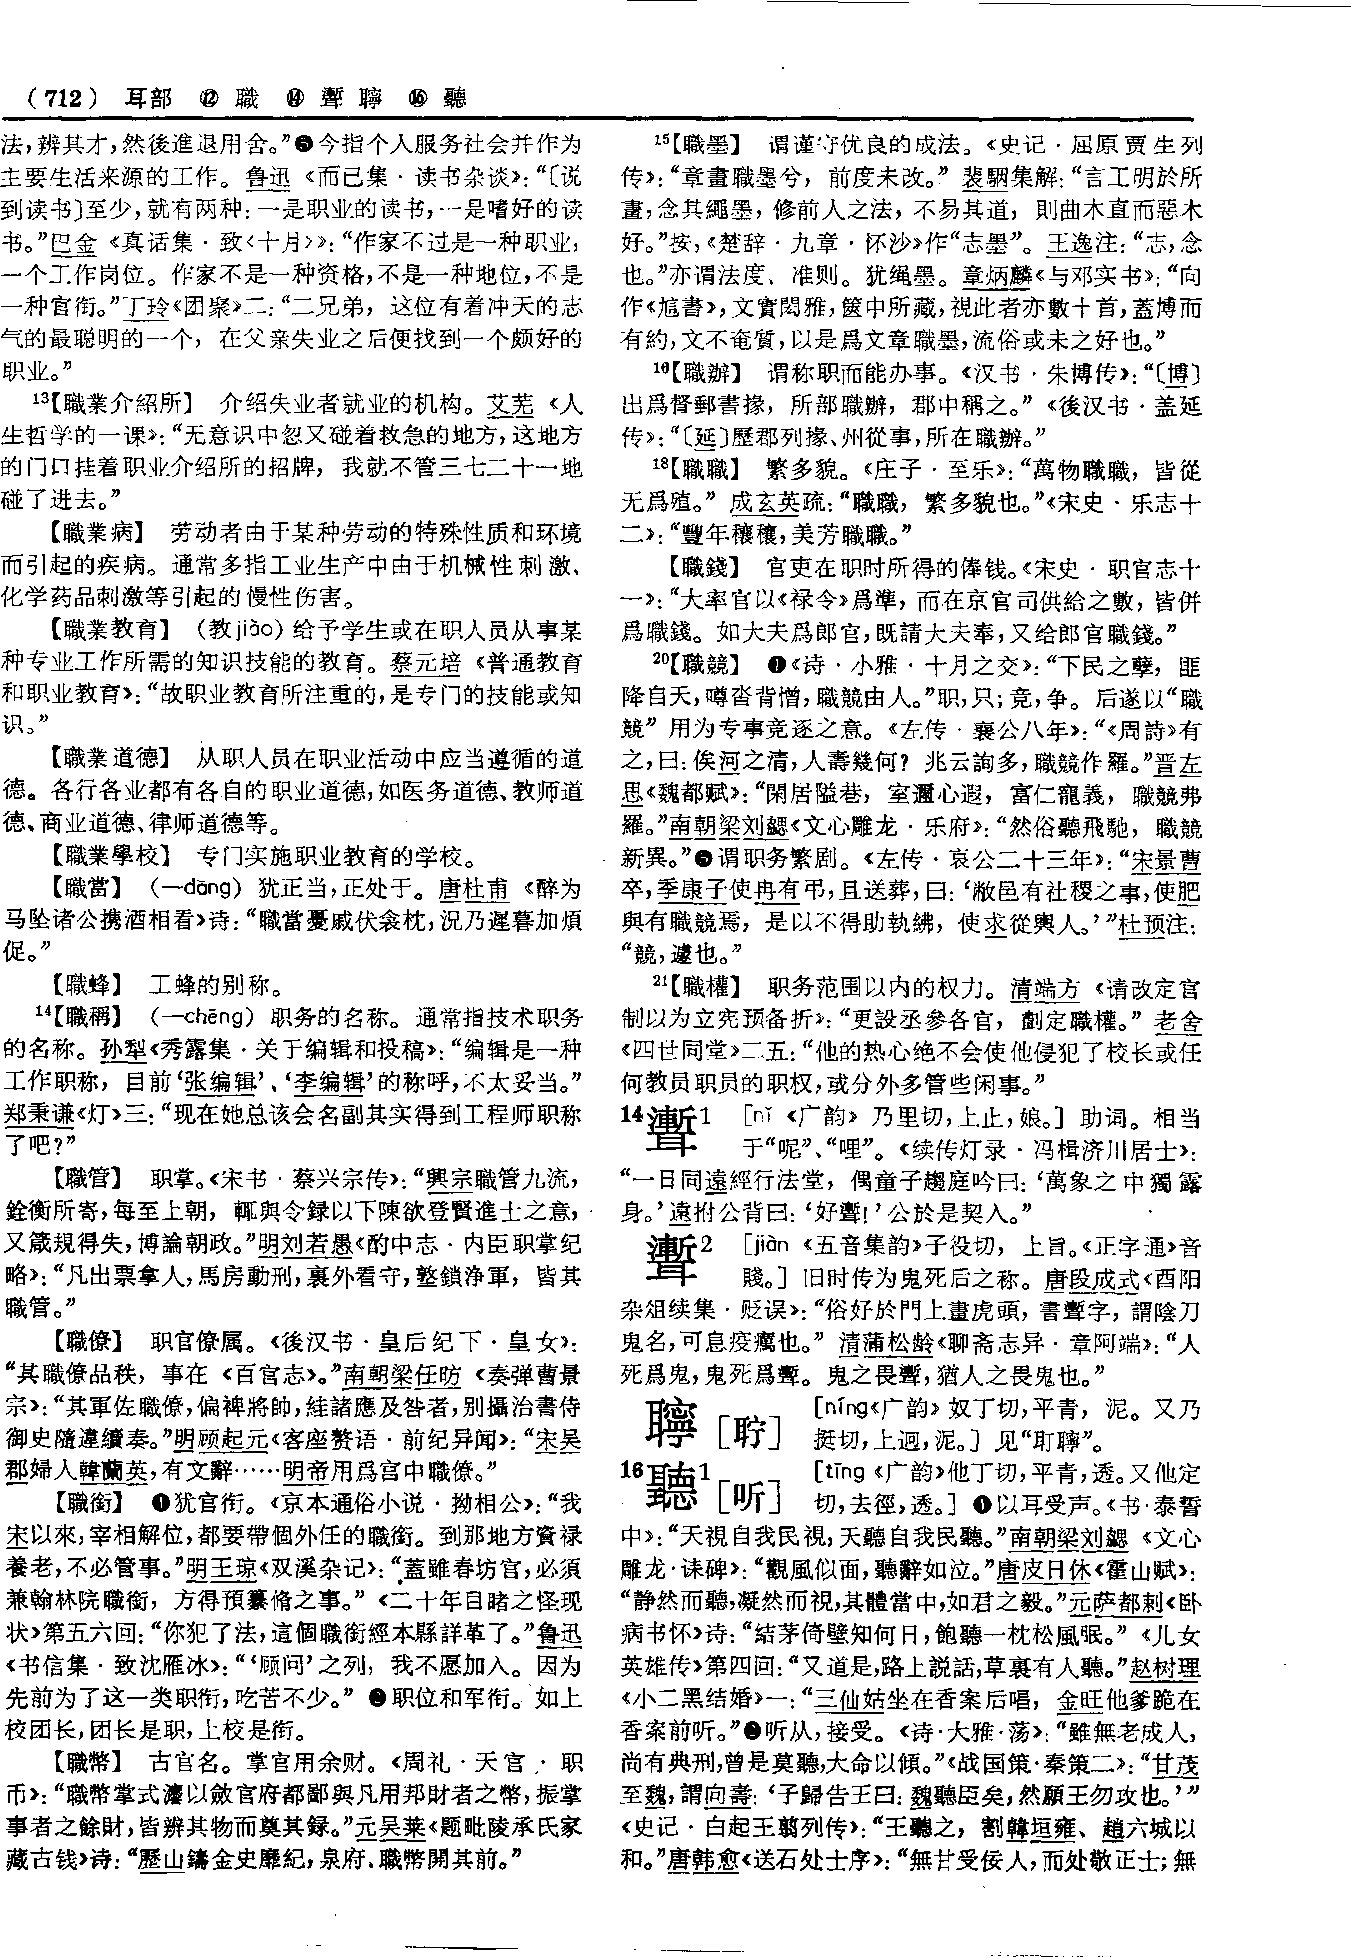 (712) 耳部 ⑫ 職 ⑭ 聻 聹 ⑯ 聽
法,辨其才,然後進退用舍。”❺今指个人服务社会并作为
主要生活来源的工作。鲁迅《而已集·读书杂谈》:“〔说
到读书〕至少,就有两种:一是职业的读书,一是嗜好的读
书。”巴金《真话集·致〈十月〉》:“作家不过是一种职业,
一个工作岗位。作家不是一种资格,不是一种地位,不是
一种官衔。”丁玲《团聚》二:“二兄弟,这位有着冲天的志
气的最聪明的一个,在父亲失业之后便找到一个颇好的
职业。”
13【職業介紹所】 介绍失业者就业的机构。艾芜《人
生哲学的一课》:“无意识中忽又碰着救急的地方,这地方
的门口挂着职业介绍所的招牌,我就不管三七二十一地
碰了进去。”
【職業病】 劳动者由于某种劳动的特殊性质和环境
而引起的疾病。通常多指工业生产中由于机械性刺激、
化学药品刺激等引起的慢性伤害。
【職業教育】(教jiào)给予学生或在职人员从事某
种专业工作所需的知识技能的教育。蔡元培《普通教育
和职业教育》:“故职业教育所注重的,是专门的技能或知
识。”
【職業道德】 从职人员在职业活动中应当遵循的道
德。各行各业都有各自的职业道德,如医务道德、教师道
德、商业道德、律师道德等。
【職業學校】 专门实施职业教育的学校。
【職當】 (—dāng)犹正当,正处于。唐杜甫《醉为
马坠诸公携酒相看》诗:“職當憂戚伏衾枕,況乃遲暮加煩
促。”
【職蜂】 工蜂的别称。
14【職稱】 (—chēng)职务的名称。通常指技术职务
的名称。孙犁《秀露集·关于编辑和投稿》:“编辑是一种
工作职称,目前‘张编辑’、‘李编辑’的称呼,不太妥当。”
郑秉谦《灯》三:“现在她总该会名副其实得到工程师职称
了吧?”
【職管】 职掌。《宋书·蔡兴宗传》:“興宗職管九流,
銓衡所寄,每至上朝,輒與令録以下陳欲登賢進士之意,
又箴規得失,博論朝政。”明刘若愚《酌中志·内臣职掌纪
略》:“凡出票拿人,馬房動刑,裏外看守,墼鎖浄軍,皆其
職管。”
【職僚】 职官僚属。《後汉书·皇后纪下·皇女》:
“其職僚品秩,事在《百官志》。”南朝梁任昉《奏弹曹景
宗》:“其軍佐職僚,偏裨將帥,絓諸應及咎者,别攝治書侍
御史隨違續奏。”明顾起元《客座赘语·前纪异闻》:“宋吴
郡婦人韓蘭英,有文辭……明帝用爲宫中職僚。”
【職銜】 ❶犹官衔。《京本通俗小说·拗相公》:“我
宋以來,宰相解位,都要帶個外任的職銜。到那地方資禄
養老,不必管事。”明王琼《双溪杂记》:“蓋雖春坊官,必須
兼翰林院職銜,方得預纂脩之事。”《二十年目睹之怪现
状》第五六回:“你犯了法,這個職銜經本縣詳革了。”鲁迅
《书信集·致沈雁冰》:“‘顾问’之列,我不愿加入。因为
先前为了这一类职衔,吃苦不少。”❷职位和军衔。如上
校团长,团长是职,上校是衔。
【職幣】 古官名。掌官用余财。《周礼·天官·职
币》:“職幣掌式灋以斂官府都鄙與凡用邦財者之幣,振掌
事者之餘財,皆辨其物而奠其録。”元吴莱《题毗陵承氏家
藏古钱》诗:“歷山鑄金史靡紀,泉府、職幣開其前。”
15【職墨】 谓谨守优良的成法。《史记·屈原贾生列
传》:“章畫職墨兮,前度未改。”裴駰集解:“言工明於所
畫,念其繩墨,修前人之法,不易其道,則曲木直而惡木
好。”按,《楚辞·九章·怀沙》作“志墨”。王逸注:“志,念
也。”亦谓法度、准则。犹绳墨。章炳麟《与邓实书》:“向
作《訄書》,文實閎雅,篋中所藏,視此者亦數十首,蓋博而
有約,文不奄質,以是爲文章職墨,流俗或未之好也。”
16【職辦】 谓称职而能办事。《汉书·朱博传》:“〔博〕
出爲督郵書掾,所部職辦,郡中稱之。”《後汉书·盖延
传》:“〔延〕歷郡列掾、州從事,所在職辦。”
18【職職】 繁多貌。《庄子·至乐》:“萬物職職,皆從
无爲殖。”成玄英疏:“職職,繁多貌也。”《宋史·乐志十
二》:“豐年穰穰,美芳職職。”
【職錢】 官吏在职时所得的俸钱。《宋史·职官志十
一》:“大率官以《禄令》爲準,而在京官司供給之數,皆併
爲職錢。如大夫爲郎官,既請大夫奉,又给郎官職錢。”
20【職競】 ❶《诗·小雅·十月之交》:“下民之孽,匪
降自天,噂沓背憎,職競由人。”职,只;竞,争。后遂以“職
競”用为专事竞逐之意。《左传·襄公八年》:“《周詩》有
之,曰:俟河之清,人壽幾何?兆云詢多,職競作羅。”晋左
思《魏都赋》:“閑居隘巷,室邇心遐,富仁寵義,職競弗
羅。”南朝梁刘勰《文心雕龙·乐府》:“然俗聽飛馳,職競
新異。”❷谓职务繁剧。《左传·哀公二十三年》:“宋景曹
卒,季康子使冉有弔,且送葬,曰:‘敝邑有社稷之事,使肥
與有職競焉,是以不得助執紼,使求從輿人。’”杜预注:
“競,遽也。”
21【職權】 职务范围以内的权力。清端方《请改定官
制以为立宪预备折》:“更設丞參各官,劃定職權。”老舍
《四世同堂》二五:“他的热心绝不会使他侵犯了校长或任
何教员职员的职权,或分外多管些闲事。”
14聻1 [nǐ《广韵》乃里切,上止,娘。]助词。相当
于“呢”、“哩”。《续传灯录·冯楫济川居士》:
“一日同遠經行法堂,偶童子趨庭吟曰:‘萬象之中獨露
身。’遠拊公背曰:‘好聻!’公於是契入。”
聻2 [jiàn《五音集韵》子役切,上旨。《正字通》音
賤。]旧时传为鬼死后之称。唐段成式《酉阳
杂俎续集·贬误》:“俗好於門上畫虎頭,書聻字,謂陰刀
鬼名,可息疫癘也。”清蒲松龄《聊斋志异·章阿端》:“人
死爲鬼,鬼死爲聻。鬼之畏聻,猶人之畏鬼也。”
聹[聍] [níng《广韵》奴丁切,平青,泥。又乃
挺切,上迥,泥。]见“耵聹”。
16聽1[听] [tīng《广韵》他丁切,平青,透。又他定
切,去徑,透。]❶以耳受声。《书·泰誓
中》:“天視自我民視,天聽自我民聽。”南朝梁刘勰《文心
雕龙·诔碑》:“觀風似面,聽辭如泣。”唐皮日休《霍山赋》:
“静然而聽,凝然而視,其體當中,如君之毅。”元萨都剌《卧
病书怀》诗:“結茅倚壁知何日,飽聽一枕松風眠。”《儿女
英雄传》第四回:“又道是,路上説話,草裏有人聽。”赵树理
《小二黑结婚》一:“三仙姑坐在香案后唱,金旺他爹跪在
香案前听。”❷听从,接受。《诗·大雅·荡》:“雖無老成人,
尚有典刑,曾是莫聽,大命以傾。”《战国策·秦策二》:“甘茂
至魏,謂向壽:‘子歸告王曰:魏聽臣矣,然願王勿攻也。’”
《史记·白起王翦列传》:“王聽之,割韓垣雍、趙六城以
和。”唐韩愈《送石处士序》:“無甘受佞人,而处敬正士;無